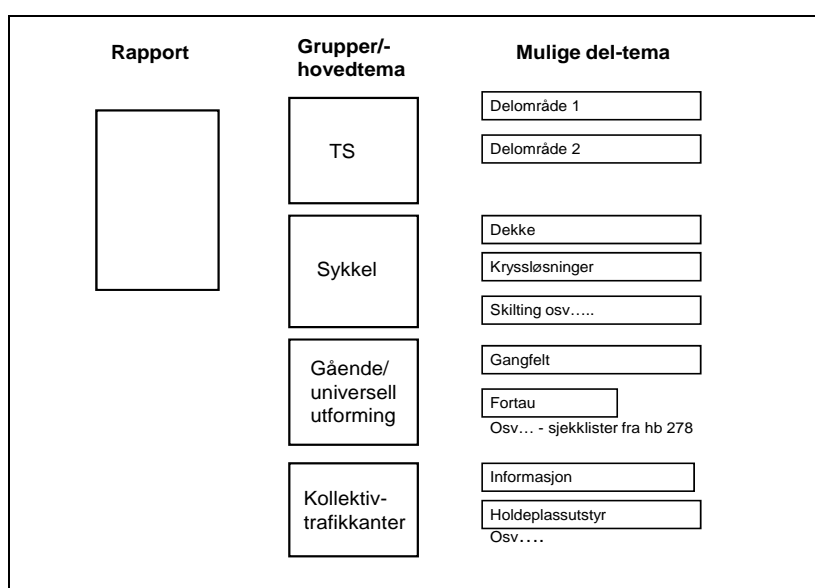 Rapport
Grupper/-
hovedtema
Mulige del-tema
TS
Delområde 1
Delområde 2
Sykkel
Dekke
Kryssløsninger
Skilting osv…..
Gående/
universell
utforming
Gangfelt
Fortau
Osv… - sjekklister fra hb 278
Kollektiv-
trafikkanter
Informasjon
Holdeplassutstyr
Osv….